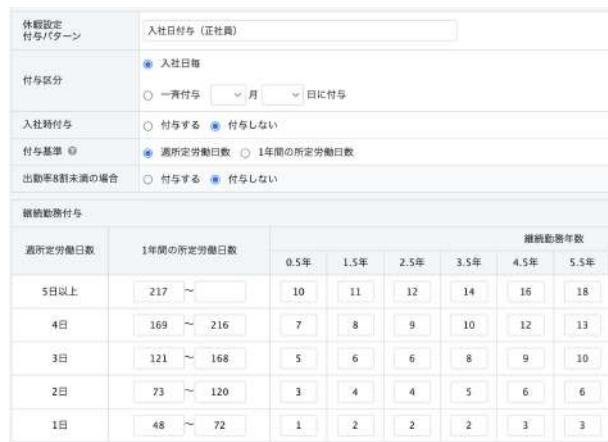 休暇設定
付与パターン 入社日付与（正社員）
付与区分
入社日毎
一斉付与 月 日に付与
入社時付与 付与する 付与しない
付与基準 週所定労働日数 1年間の所定労働日数
出勤率8割未満の場合 付与する 付与しない
継続勤務付与
週所定労働日数 1年間の所定労働日数 継続勤務年数
0.5年 1.5年 2.5年 3.5年 4.5年 5.5年
5日以上 217 〜 10 11 12 14 16 18
4日 169 〜 216 7 8 9 10 12 13
3日 121 〜 168 5 6 6 8 9 10
2日 73 〜 120 3 4 4 5 6 6
1日 48 〜 72 1 2 2 2 3 3